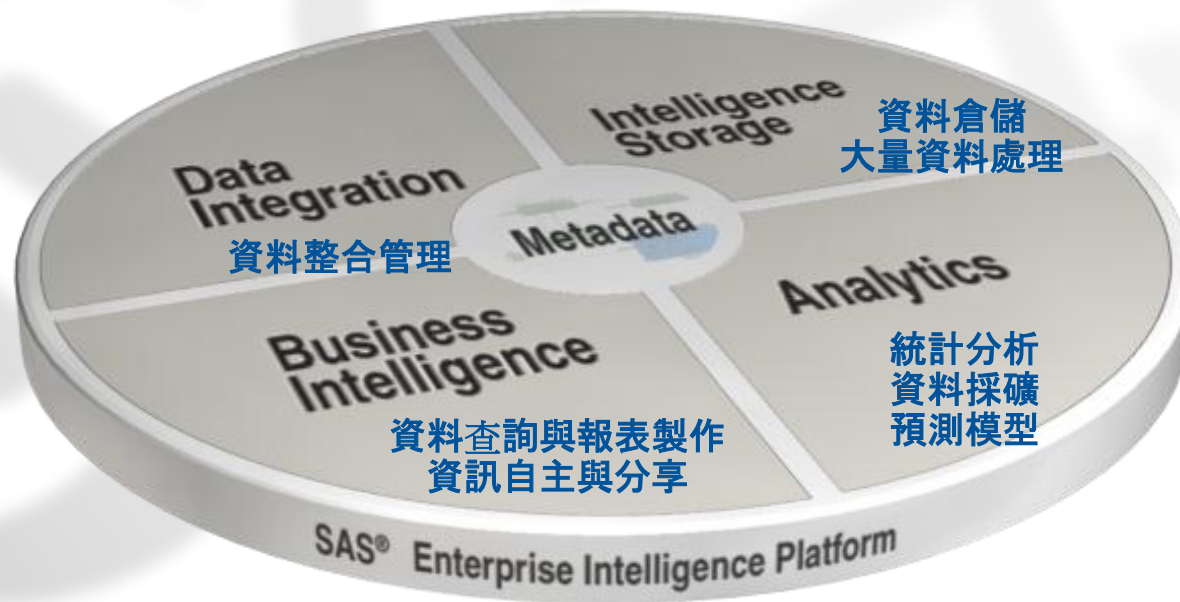 Data
Integration
資料整合管理
Intelligence
Storage
資料倉儲
大量資料處理
Metadata
Business
Intelligence
資料查詢與報表製作
資訊自主與分享
Analytics
統計分析
資料採礦
預測模型
SAS® Enterprise Intelligence Platform